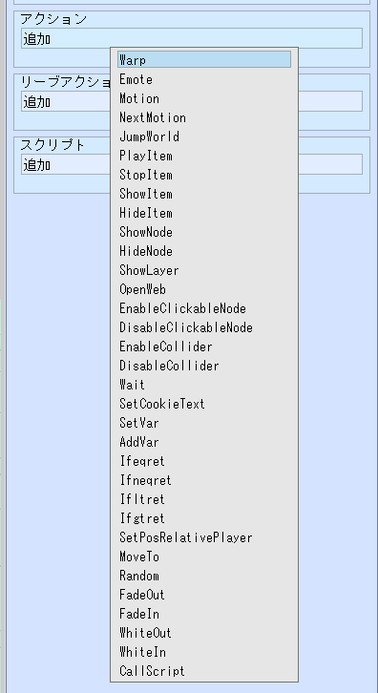 アクション
追加
リーブアクショ
追加
スクリプト
追加
Warp
Emote
Motion
NextMotion
JumpWorld
PlayItem
StopItem
ShowItem
HideItem
ShowNode
HideNode
ShowLayer
OpenWeb
EnableClickableNode
DisableClickableNode
EnableCollider
DisableCollider
Wait
SetCookieText
SetVar
AddVar
Ifeqret
Ifneqret
Ifltret
Ifgtret
SetPosRelativePlayer
MoveTo
Random
FadeOut
FadeIn
WhiteOut
WhiteIn
CallScript